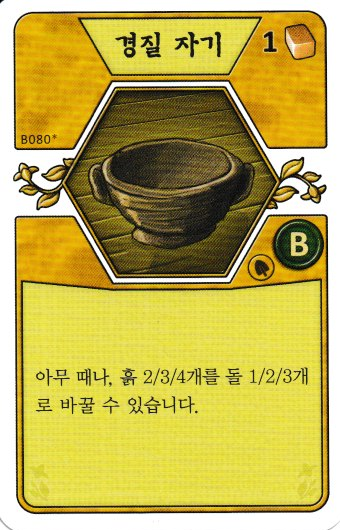 경질 자기
1
B080*
B
아무 때나, 흙 2/3/4개를 돌 1/2/3개
로 바꿀 수 있습니다.